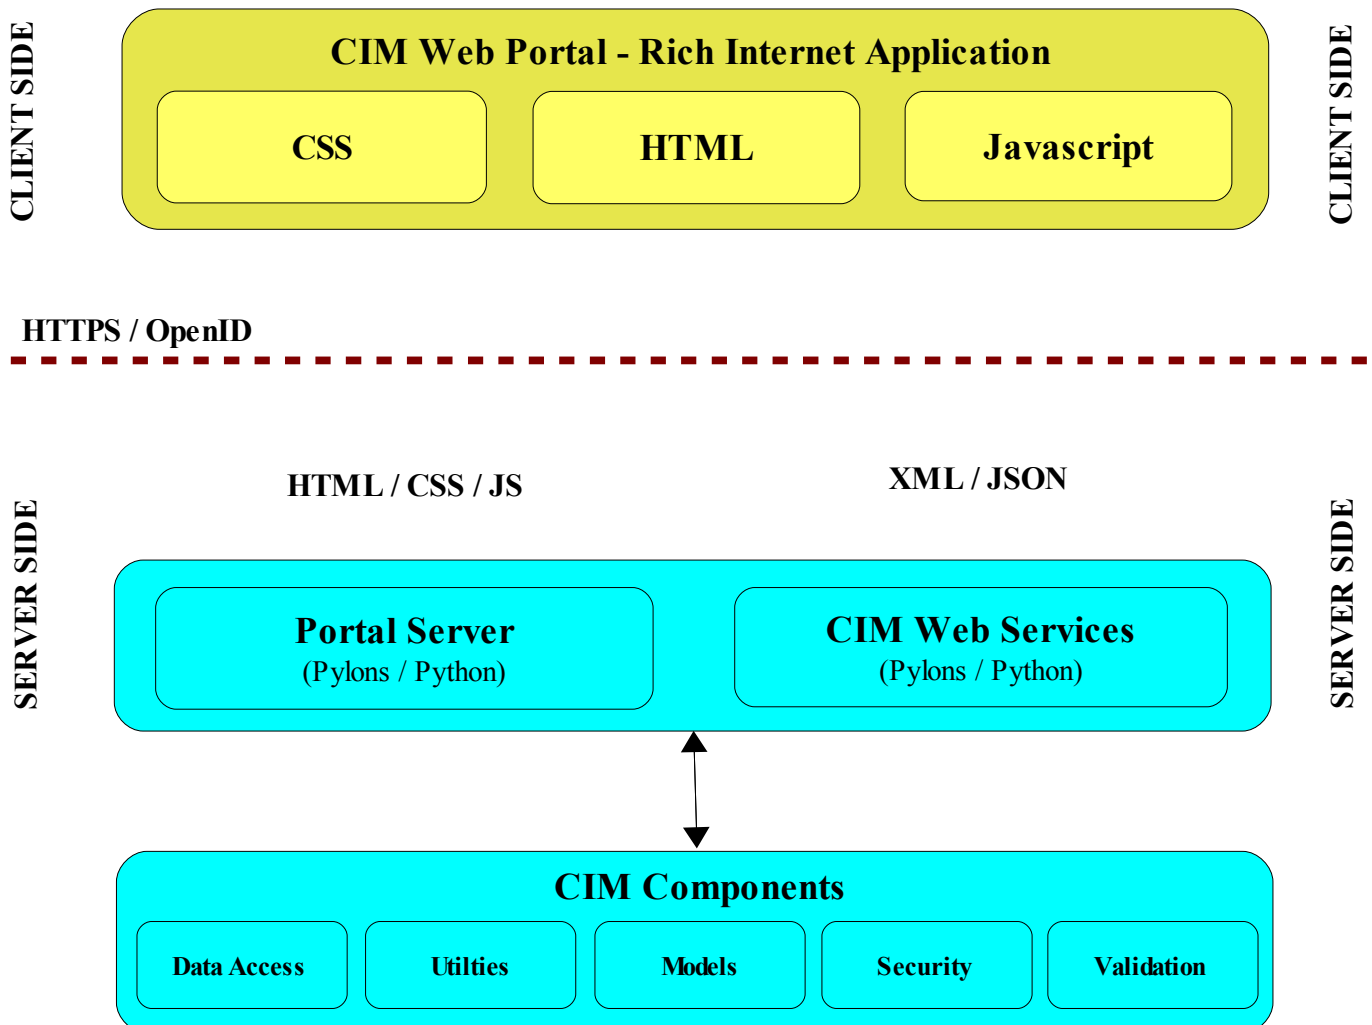 CLIENT SIDE
CIM Web Portal - Rich Internet Application
CLIENT SIDE
CSS
HTML
Javascript
HTTPS / OpenID
HTML / CSS / JS
XML / JSON
SERVER SIDE
SERVER SIDE
Portal Server
(Pylons / Python)
CIM Web Services
(Pylons / Python)
CIM Components
Data Access
Utilties
Models
Security
Validation